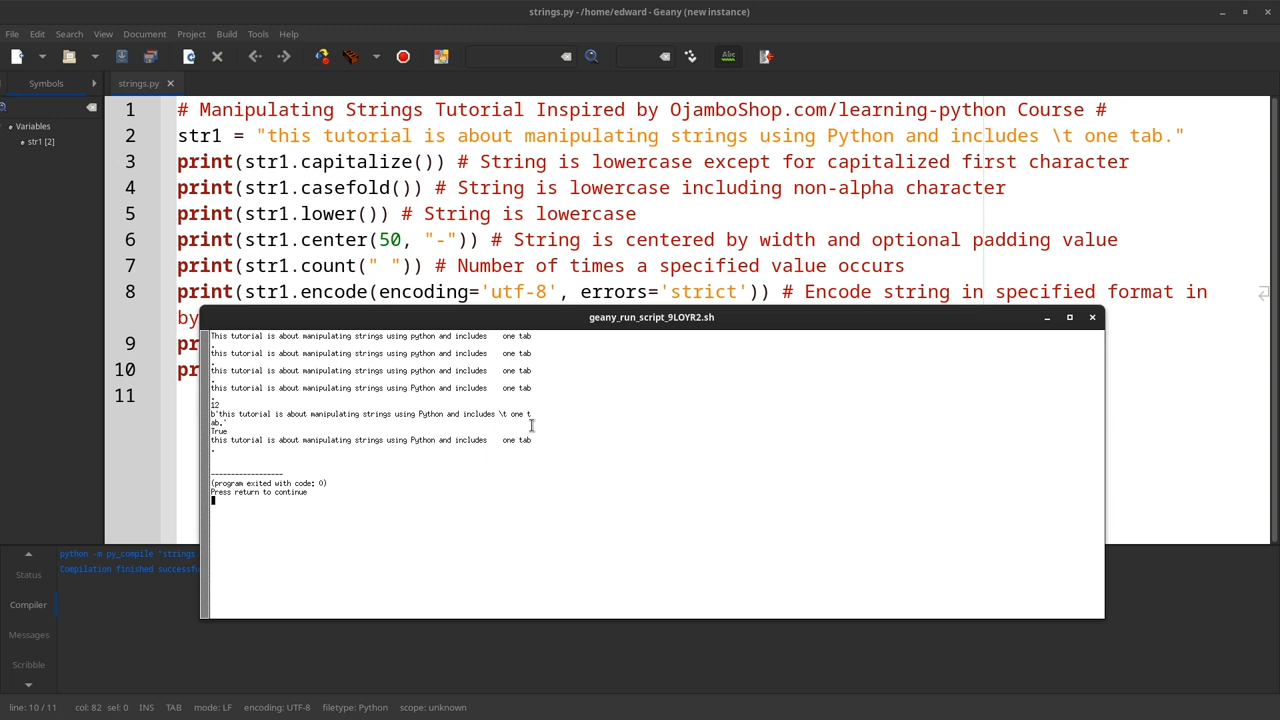 strings.py - /home/edward - Geany (new instance)
File Edit Search View Document Project Build Tools Help
Abc
Symbols
strings.py
Variables
str1 [2]
1 # Manipulating Strings Tutorial Inspired by OjamboShop.com/learning-python Course #
2 str1 = "this tutorial is about manipulating strings using Python and includes \t one tab."
3 print(str1.capitalize()) # String is lowercase except for capitalized first character
4 print(str1.casefold()) # String is lowercase including non-alpha character
5 print(str1.lower()) # String is lowercase
6 print(str1.center(50, "-")) # String is centered by width and optional padding value
7 print(str1.count(" ")) # Number of times a specified value occurs
8 print(str1.encode(encoding='utf-8', errors='strict')) # Encode string in specified format in
by
9 pr
10 pr
11
geany_run_script_9LOYR2.sh
This tutorial is about manipulating strings using python and includes    one tab
.
this tutorial is about manipulating strings using python and includes    one tab
.
this tutorial is about manipulating strings using python and includes    one tab
.
this tutorial is about manipulating strings using Python and includes    one tab
.
12
b'this tutorial is about manipulating strings using Python and includes \t one t
ab.'
True
this tutorial is about manipulating strings using Python and includes    one tab
.
------------------
(program exited with code: 0)
Press return to continue
python -m py_compile "strings.
Compilation finished successfu
Status
Compiler
Messages
Scribble
line: 10 / 11 col: 82 sel: 0 INS TAB mode: LF encoding: UTF-8 filetype: Python scope: unknown